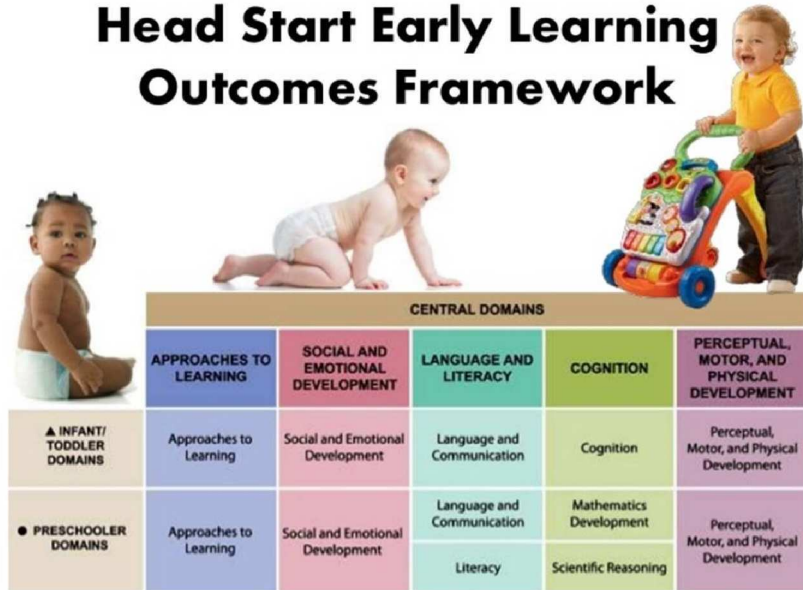 Head Start Early Learning
Outcomes Framework
CENTRAL DOMAINS
APPROACHES TO
LEARNING
SOCIAL AND
EMOTIONAL
DEVELOPMENT
LANGUAGE AND
LITERACY
COGNITION
PERCEPTUAL,
MOTOR, AND
PHYSICAL
DEVELOPMENT
▲ INFANT/
TODDLER
DOMAINS
Approaches to
Learning
Social and Emotional
Development
Language and
Communication
Cognition
Perceptual,
Motor, and Physical
Development
● PRESCHOOLER
DOMAINS
Approaches to
Learning
Social and Emotional
Development
Language and
Communication
Literacy
Mathematics
Development
Scientific Reasoning
Perceptual,
Motor, and Physical
Development